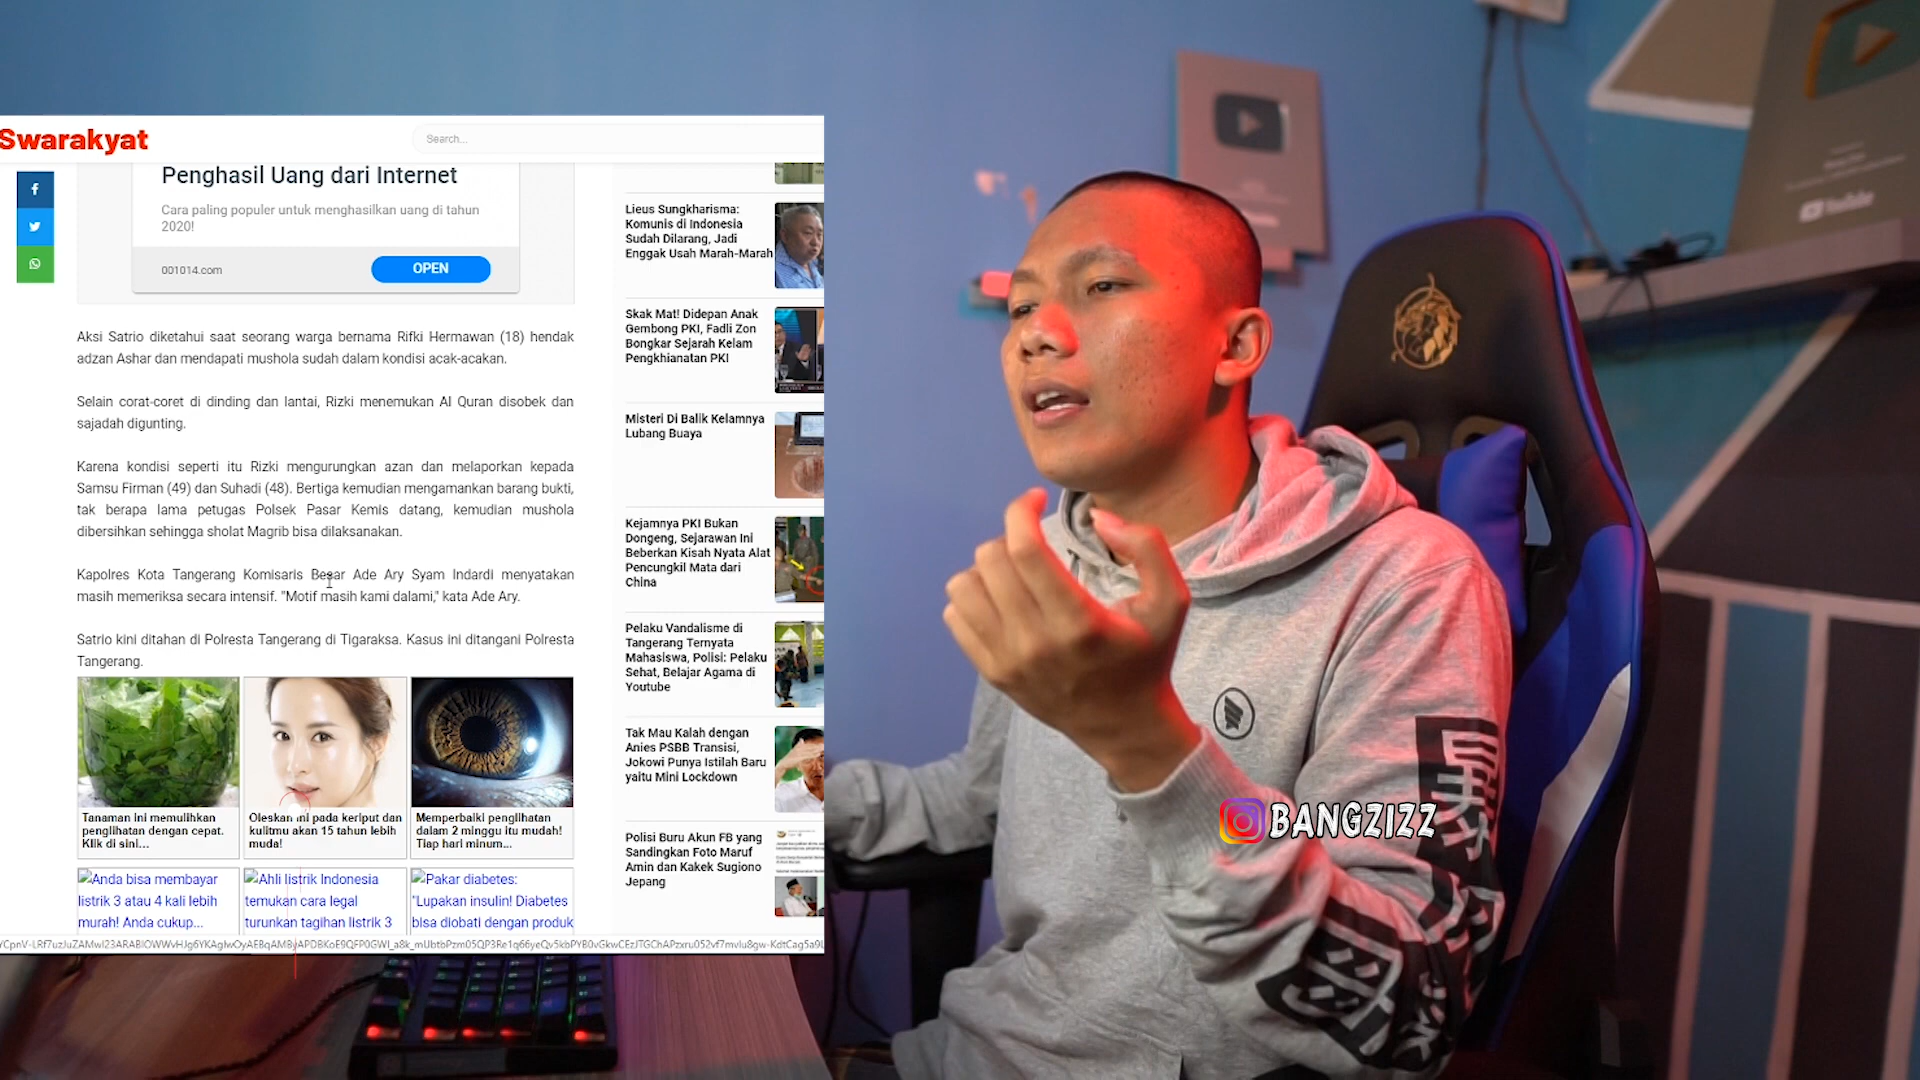 Swarakyat
Search...
Penghasil Uang dari Internet
Cara paling populer untuk menghasilkan uang di tahun
2020!
001014.com
OPEN
Aksi Satrio diketahui saat seorang warga bernama Rifki Hermawan (18) hendak
adzan Ashar dan mendapati mushola sudah dalam kondisi acak-acakan.
Selain corat-coret di dinding dan lantai, Rizki menemukan Al Quran disobek dan
sajadah digunting.
Karena kondisi seperti itu Rizki mengurungkan azan dan melaporkan kepada
Samsu Firman (49) dan Suhadi (48). Bertiga kemudian mengamankan barang bukti,
tak berapa lama petugas Polsek Pasar Kemis datang, kemudian mushola
dibersihkan sehingga sholat Magrib bisa dilaksanakan.
Kapolres Kota Tangerang Komisaris Besar Ade Ary Syam Indardi menyatakan
masih memeriksa secara intensif. "Motif masih kami dalami," kata Ade Ary.
Satrio kini ditahan di Polresta Tangerang di Tigaraksa. Kasus ini ditangani Polresta
Tangerang.
Tanaman ini memulihkan
penglihatan dengan cepat.
Klik di sini...
Oleskan ini pada keriput dan
kulitmu akan 15 tahun lebih
muda!
Memperbaiki penglihatan
dalam 2 minggu itu mudah!
Tiap hari minum...
Anda bisa membayar
listrik 3 atau 4 kali lebih
murah! Anda cukup...
Ahli listrik Indonesia
temukan cara legal
turunkan tagihan listrik 3
Pakar diabetes:
"Lupakan insulin! Diabetes
bisa diobati dengan produk
Lieus Sungkharisma:
Komunis di Indonesia
Sudah Dilarang, Jadi
Enggak Usah Marah-Marah
Skak Mat! Didepan Anak
Gembong PKI, Fadli Zon
Bongkar Sejarah Kelam
Pengkhianatan PKI
Misteri Di Balik Kelamnya
Lubang Buaya
Kejamnya PKI Bukan
Dongeng, Sejarawan Ini
Beberkan Kisah Nyata Alat
Pencungkil Mata dari
China
Pelaku Vandalisme di
Tangerang Ternyata
Mahasiswa, Polisi: Pelaku
Sehat, Belajar Agama di
Youtube
Tak Mau Kalah dengan
Anies PSBB Transisi,
Jokowi Punya Istilah Baru
yaitu Mini Lockdown
Polisi Buru Akun FB yang
Sandingkan Foto Maruf
Amin dan Kakek Sugiono
Jepang
YouTube
BANGZIZZ